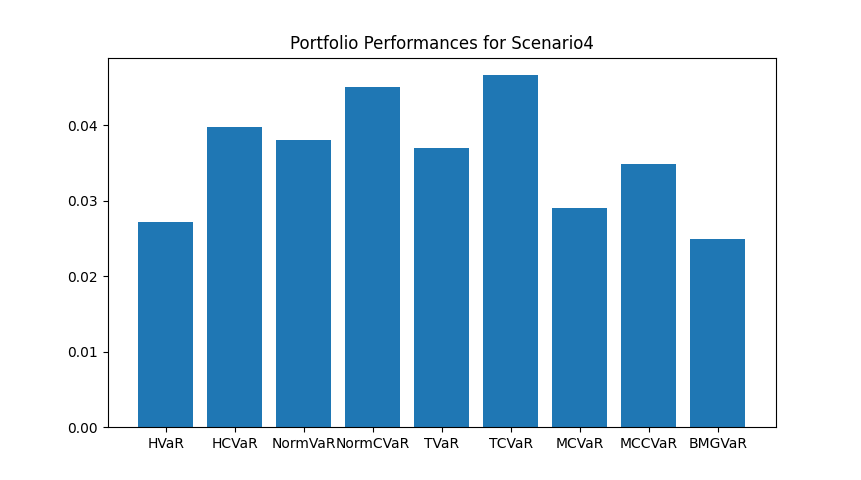 Portfolio Performances for Scenario4
0.04
0.03
0.02
0.01
0.00
HVaR HCVaR NormVaR NormCVaR TVaR TCVaR MCVaR MCCVaR BMGVaR